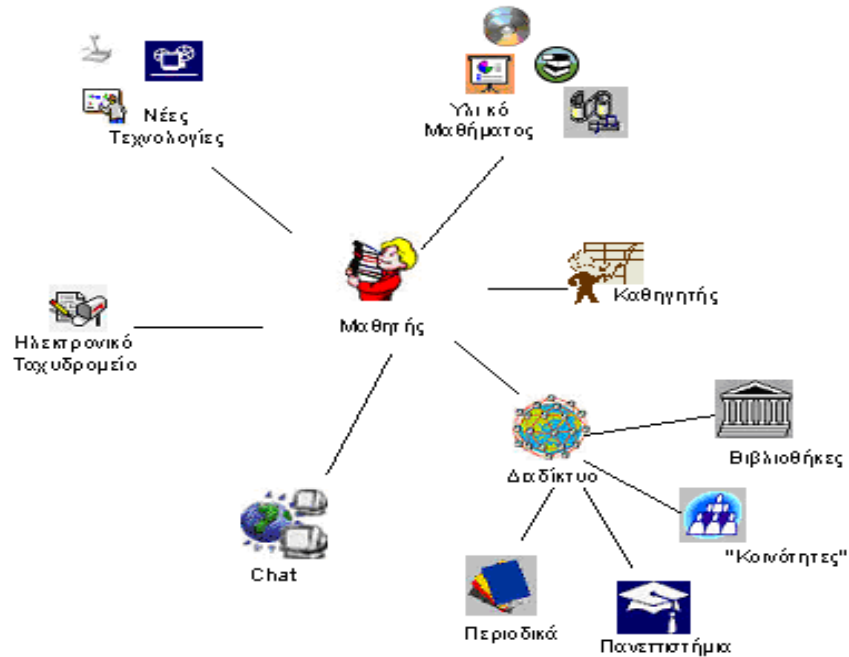 Νέες
Τεχνολογίες
Υλικό
Μαθήματος
Καθηγητής
Μαθητής
Ηλεκτρονικό
Ταχυδρομείο
Διαδίκτυο
Βιβλιοθήκες
"Κοινότητες"
Chat
Περιοδικά
Πανεπιστήμια